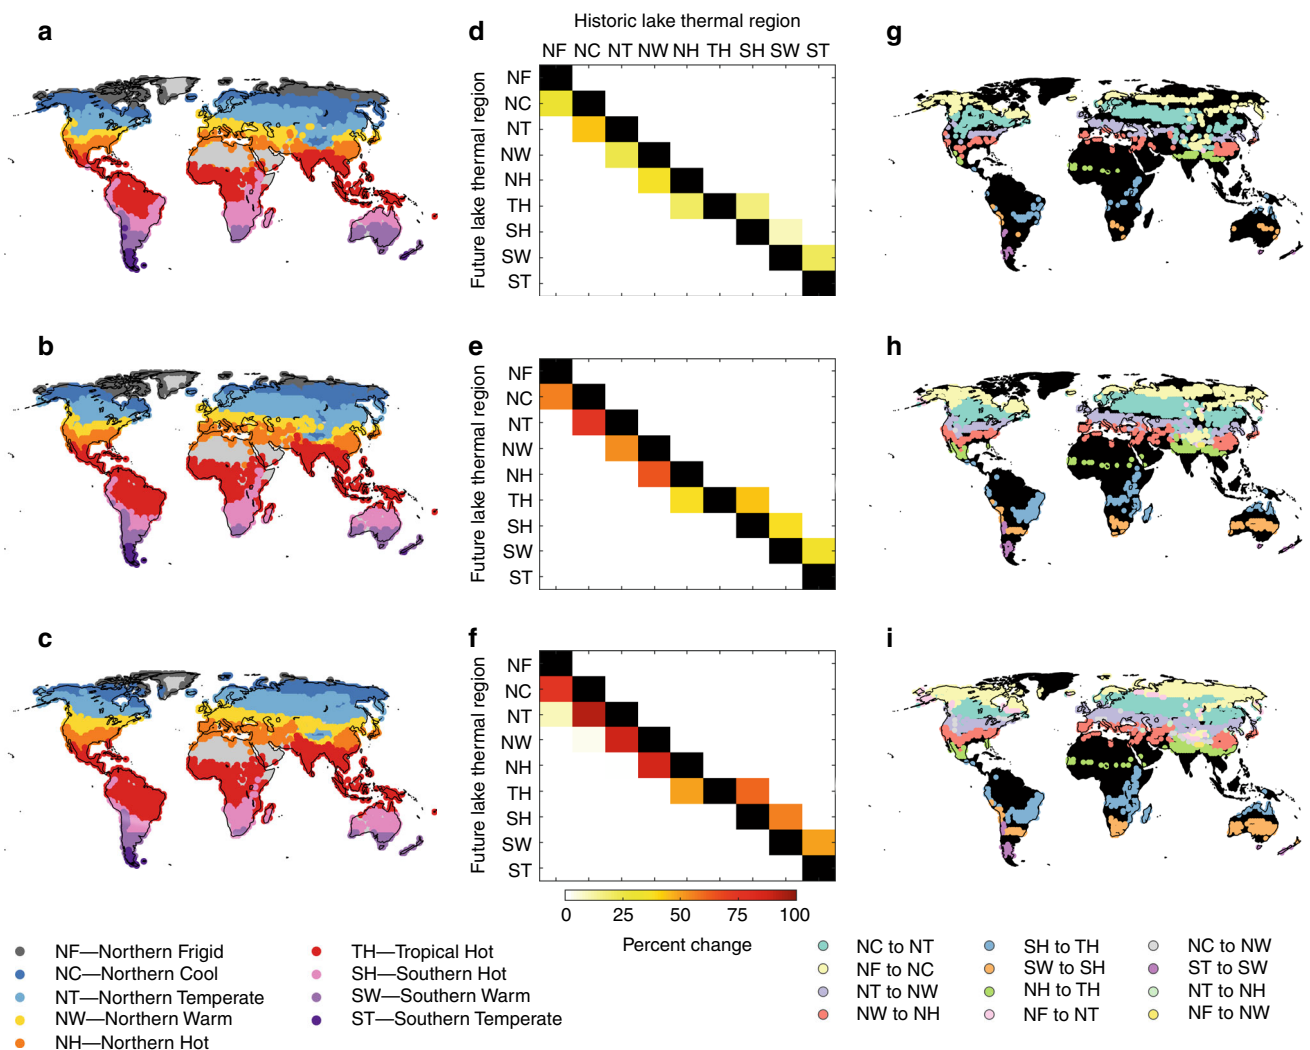 a
d
Historic lake thermal region
g
NF NC NT NW NH TH SH SW ST
Future lake thermal region
NF
NC
NT
NW
NH
TH
SH
SW
ST
b
e
h
Future lake thermal region
NF
NC
NT
NW
NH
TH
SH
SW
ST
c
f
i
Future lake thermal region
NF
NC
NT
NW
NH
TH
SH
SW
ST
0 25 50 75 100
Percent change
NF—Northern Frigid
NC—Northern Cool
NT—Northern Temperate
NW—Northern Warm
NH—Northern Hot
TH—Tropical Hot
SH—Southern Hot
SW—Southern Warm
ST—Southern Temperate
NC to NT
NF to NC
NT to NW
NW to NH
SH to TH
SW to SH
NH to TH
NF to NT
NC to NW
ST to SW
NT to NH
NF to NW